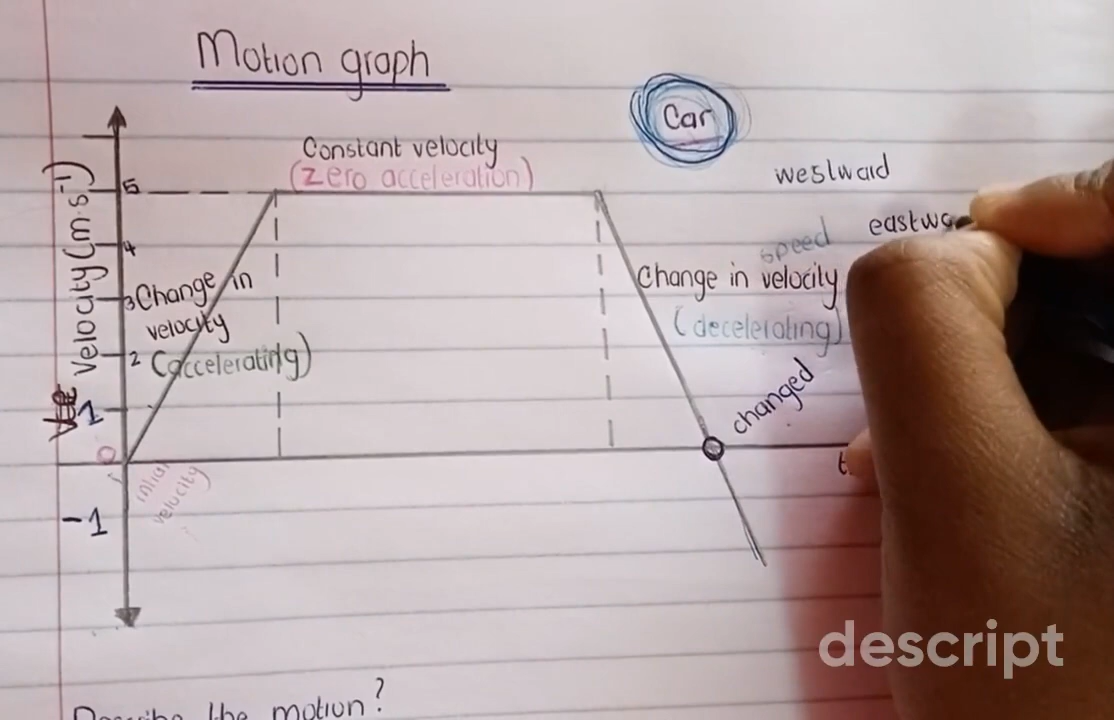 Motion graph
Car
Constant velocity
(zero acceleration)
westward
eastwa
speed
Change in velocity
(decelerating)
changed
Velocity (m·s⁻¹)
5
4
3
2
1
0
-1
Change in
velocity
(accelerating)
initial
velocity
t
Describe the motion?
descript